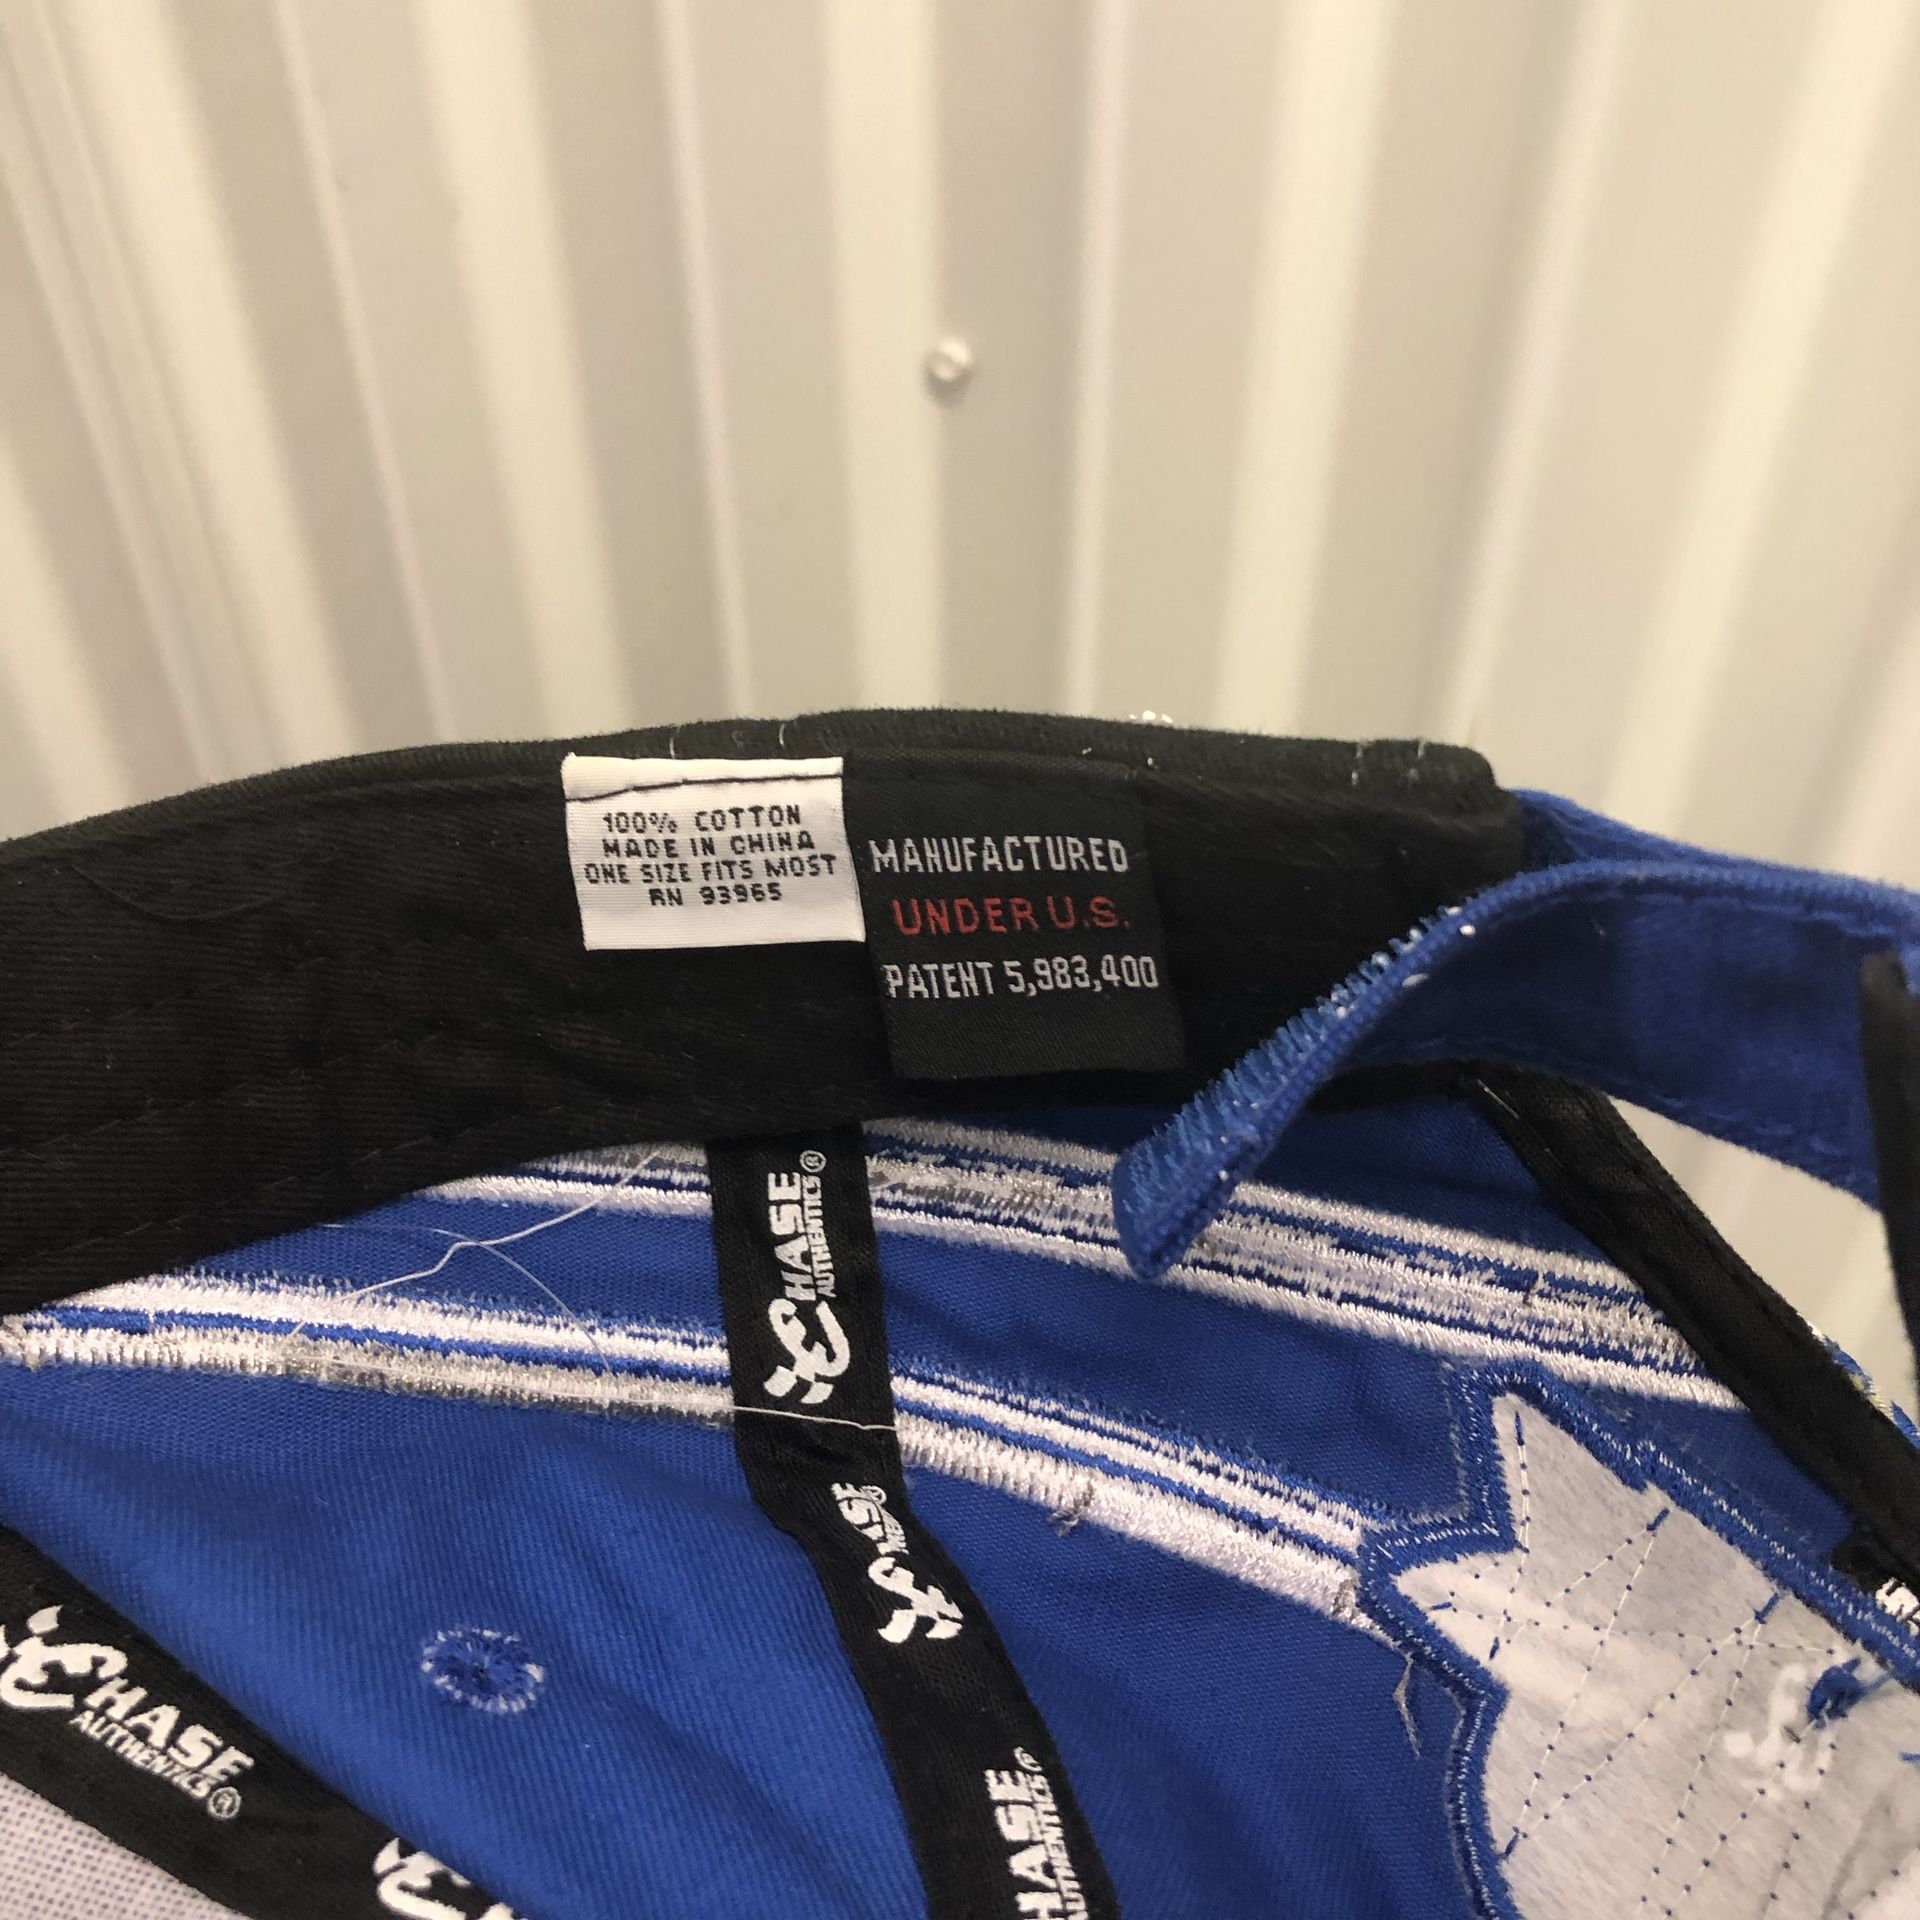 100% COTTON
MADE IN CHINA
ONE SIZE FITS MOST
RN 93965
MANUFACTURED
UNDER U.S.
PATENT 5,983,400
CHASE
AUTHENTICS®
CHASE
CHASE
AUTHENTICS®
CHASE
AUTHENTICS®